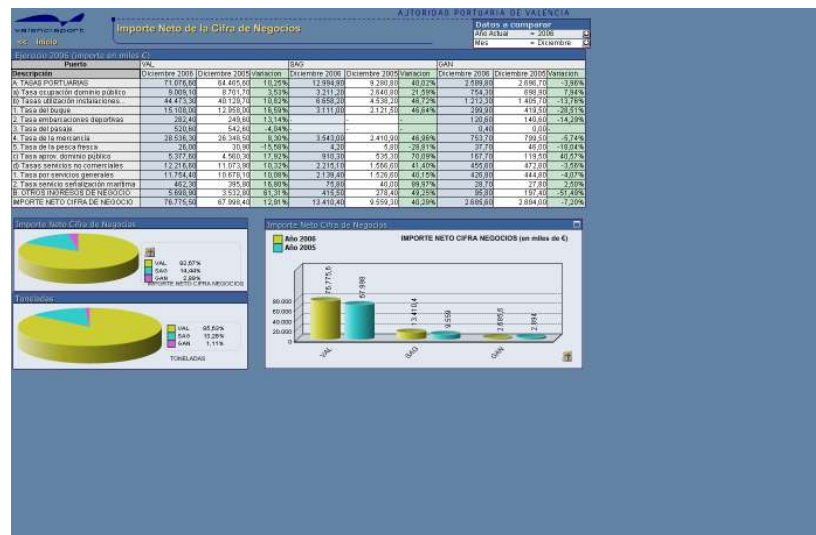 AUTORIDAD PORTUARIA DE VALENCIA
valenciaport
<< Inicio
Importe Neto de la Cifra de Negocios
Datos a comparar
Año Actual = 2006
Mes = Diciembre
Ejercicio 2006 (importe en miles €)
Puerto VAL SAG GAN
Descripción Diciembre 2006 Diciembre 2005 Variacion Diciembre 2006 Diciembre 2005 Variacion Diciembre 2006 Diciembre 2005 Variacion
A. TASAS PORTUARIAS 71.076,60 64.465,60 10,25% 12.994,90 9.280,80 40,02% 2.589,80 2.696,70 -3,96%
a) Tasa ocupación dominio público 9.009,10 8.701,70 3,53% 3.211,20 2.640,80 21,59% 754,30 698,90 7,94%
b) Tasas utilización instalaciones... 44.473,30 40.129,70 10,82% 6.658,20 4.538,20 46,72% 1.212,30 1.405,70 -13,76%
1. Tasa del buque 15.108,00 12.958,00 16,59% 3.111,00 2.121,50 46,64% 299,90 419,50 -28,51%
2. Tasa embarcaciones deportivas 282,40 249,60 13,14% - - 120,60 140,60 -14,29%
3. Tasa del pasaje 520,60 542,60 -4,04% - - 0,40 0,00 -
4. Tasa de la mercancía 28.536,30 26.348,50 8,30% 3.543,00 2.410,90 46,96% 753,70 799,50 -5,74%
5. Tasa de la pesca fresca 26,00 30,90 -15,58% 4,20 5,80 -28,81% 37,70 46,00 -18,04%
c) Tasa aprov. dominio público 5.377,60 4.560,30 17,92% 910,30 535,30 70,09% 167,70 119,50 40,57%
d) Tasas servicios no comerciales 12.216,60 11.073,90 10,32% 2.215,10 1.566,60 41,40% 455,60 472,80 -3,56%
1. Tasa por servicios generales 11.754,40 10.678,10 10,08% 2.139,40 1.526,60 40,15% 426,80 444,80 -4,07%
2. Tasa servicio señalización marítima 462,30 395,80 16,80% 75,80 40,00 89,97% 28,70 27,80 2,50%
B. OTROS INGRESOS DE NEGOCIO 5.698,90 3.532,80 61,31% 415,50 278,40 49,25% 95,80 197,40 -51,49%
IMPORTE NETO CIFRA DE NEGOCIO 76.775,50 67.998,40 12,91% 13.410,40 9.559,30 40,29% 2.685,60 2.894,00 -7,20%
Importe Neto Cifra de Negocios
VAL 82,67%
SAG 14,44%
GAN 2,89%
IMPORTE NETO CIFRA NEGOCIOS
Toneladas
VAL 85,63%
SAG 13,26%
GAN 1,11%
TONELADAS
Importe Neto Cifra de Negocios
Año 2006
Año 2005
IMPORTE NETO CIFRA NEGOCIOS (en miles de €)
76.775,5
67.998
13.410,4
9.559
2.685,6
2.894
80.000
60.000
40.000
20.000
0
VAL
SAG
GAN